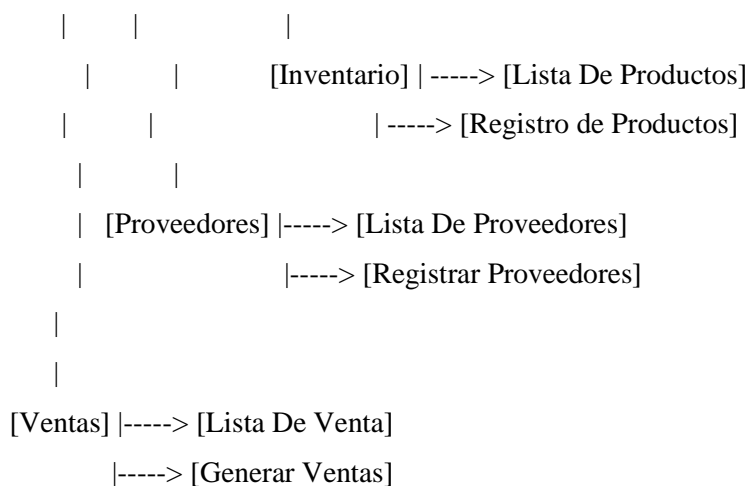 | | |
| | [Inventario] | -----> [Lista De Productos]
| | | -----> [Registro de Productos]
| |
| [Proveedores] |-----> [Lista De Proveedores]
| |-----> [Registrar Proveedores]
|
|
[Ventas] |-----> [Lista De Venta]
|-----> [Generar Ventas]